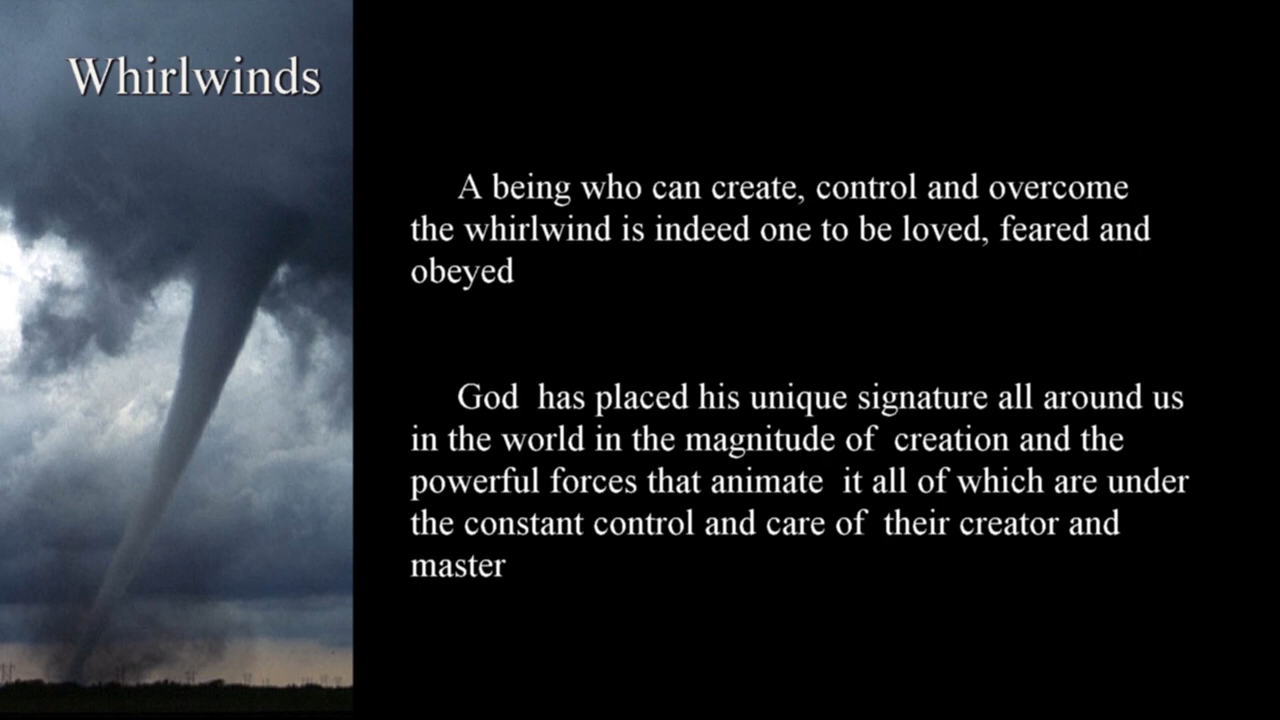 Whirlwinds
A being who can create, control and overcome
the whirlwind is indeed one to be loved, feared and
obeyed
God  has placed his unique signature all around us
in the world in the magnitude of  creation and the
powerful forces that animate  it all of which are under
the constant control and care of  their creator and
master